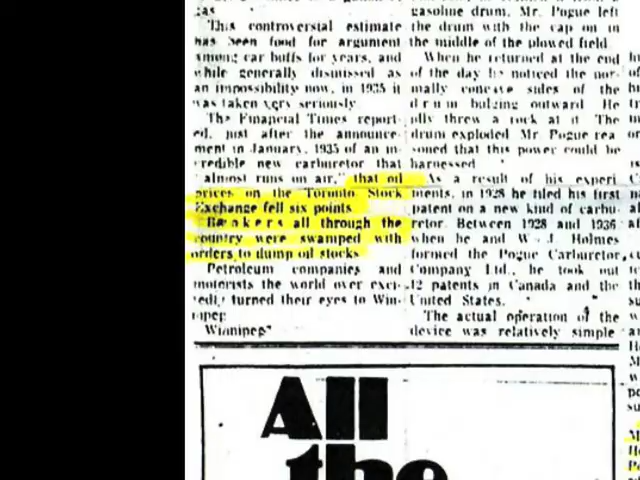 gas
This controversial estimate
has been food for argument
among car buffs for years, and
while generally dismissed as
an impossibility now, in 1935 it
was taken very seriously
The Financial Times report-
ed, just after the announce-
ment in January, 1935 of an in-
credible new carburetor that
"almost runs on air," that oil
prices on the Toronto Stock
Exchange fell six points
Brokers all through the
country were swamped with
orders to dump oil stocks
Petroleum companies and
motorists the world over
turned their eyes to Win-
nipeg
Winnipeg"
gasoline drum, Mr. Pogue left
the drum with the cap on in
the middle of the plowed field
When he returned at the end
of the day he noticed the nor-
mally concave sides of the
drum bulging outward He
threw a rock at it The
drum exploded Mr Pogue rea
soned that this power could be
harnessed
As a result of his experi
ments, in 1928 he filed his first
patent on a new kind of carbu-
retor. Between 1928 and 1936
when he and W J. Holmes
formed the Pogue Carburetor
Company Ltd., he took out
12 patents in Canada and the
United States.
The actual operation of the
device was relatively simple
All
the